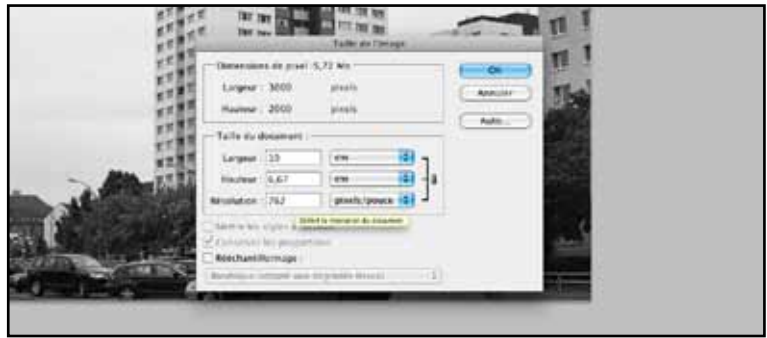 Taille de l'image
Dimensions de pixel : 5,72 Mo
OK
Largeur : 3000 pixels
Annuler
Hauteur : 2000 pixels
Auto...
Taille du document :
Largeur : 10 cm
Hauteur : 6,67 cm
Résolution : 762 pixels/pouce
Conserver les proportions
Rééchantillonnage :